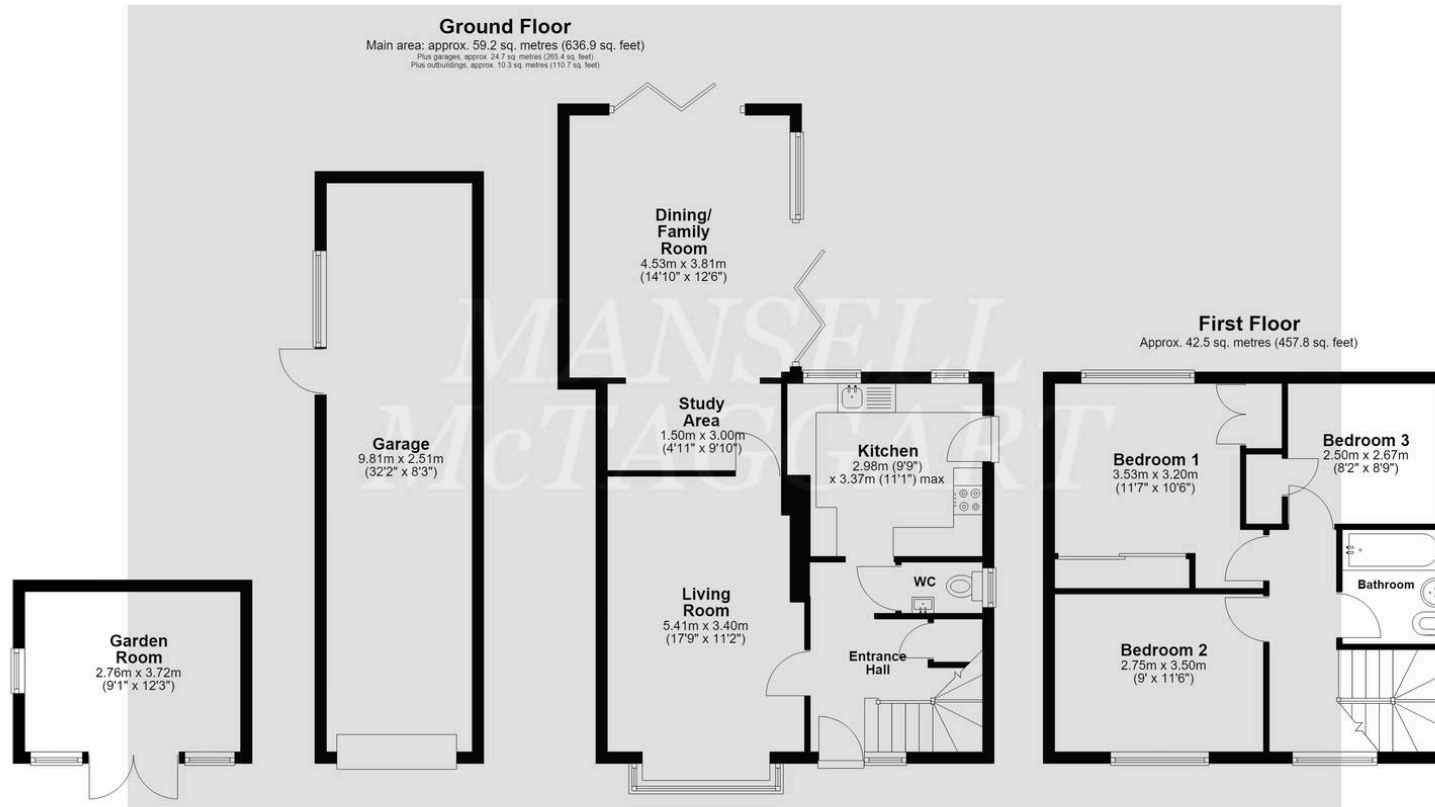 Ground Floor
Main area: approx. 59.2 sq. metres (636.9 sq. feet)
Plus garages, approx. 24.7 sq. metres (265.4 sq. feet)
Plus outbuildings, approx. 10.3 sq. metres (110.7 sq. feet)
Dining/
Family
Room
4.53m x 3.81m
(14'10" x 12'6")
MANSELL
McTAGGART
First Floor
Approx. 42.5 sq. metres (457.8 sq. feet)
Study
Area
1.50m x 3.00m
(4'11" x 9'10")
Garage
9.81m x 2.51m
(32'2" x 8'3")
Kitchen
2.98m (9'9")
x 3.37m (11'1") max
Bedroom 1
3.53m x 3.20m
(11'7" x 10'6")
Bedroom 3
2.50m x 2.67m
(8'2" x 8'9")
WC
Bathroom
Living
Room
5.41m x 3.40m
(17'9" x 11'2")
Garden
Room
2.76m x 3.72m
(9'1" x 12'3")
Entrance
Hall
Bedroom 2
2.75m x 3.50m
(9' x 11'6")